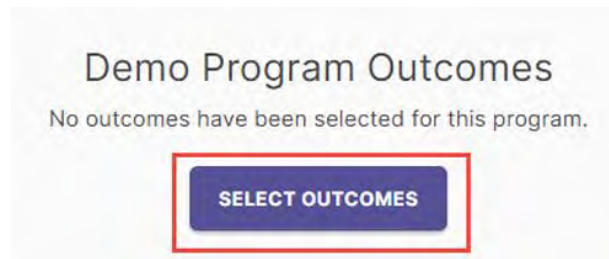 Demo Program Outcomes
No outcomes have been selected for this program.
SELECT OUTCOMES